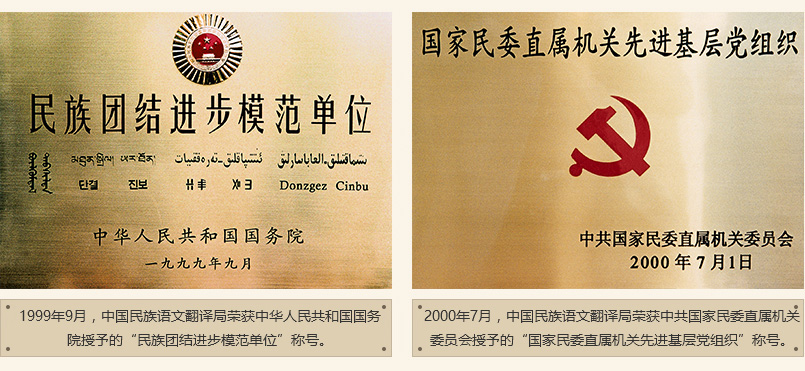 民族团结进步模范单位
མཐུན་སྒྲིལ། ཡར་ཐོན། ئىتتىپاقلىق-تەرەققىيات
단결 진보 Donzgez Cinbu
中华人民共和国国务院
一九九九年九月
1999年9月，中国民族语文翻译局荣获中华人民共和国国务
院授予的“民族团结进步模范单位”称号。
国家民委直属机关先进基层党组织
中共国家民委直属机关委员会
2000年7月1日
2000年7月，中国民族语文翻译局荣获中共国家民委直属机关
委员会授予的“国家民委直属机关先进基层党组织”称号。